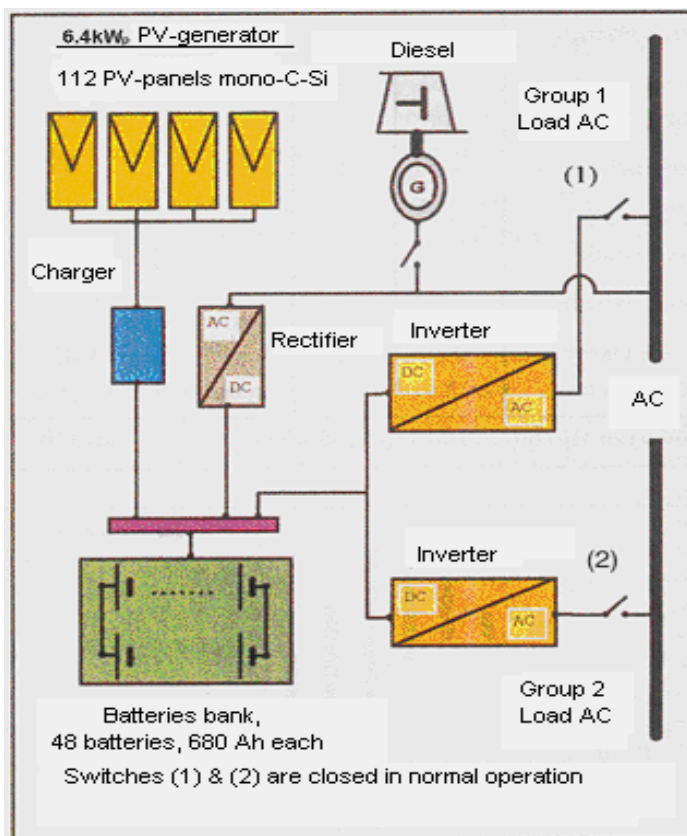 6.4kWp PV-generator
112 PV-panels mono-C-Si
Diesel
Group 1
Load AC
(1)
G
Charger
AC
DC
Rectifier
Inverter
DC
AC
AC
Inverter
(2)
DC
AC
Group 2
Load AC
Batteries bank,
48 batteries, 680 Ah each
Switches (1) & (2) are closed in normal operation